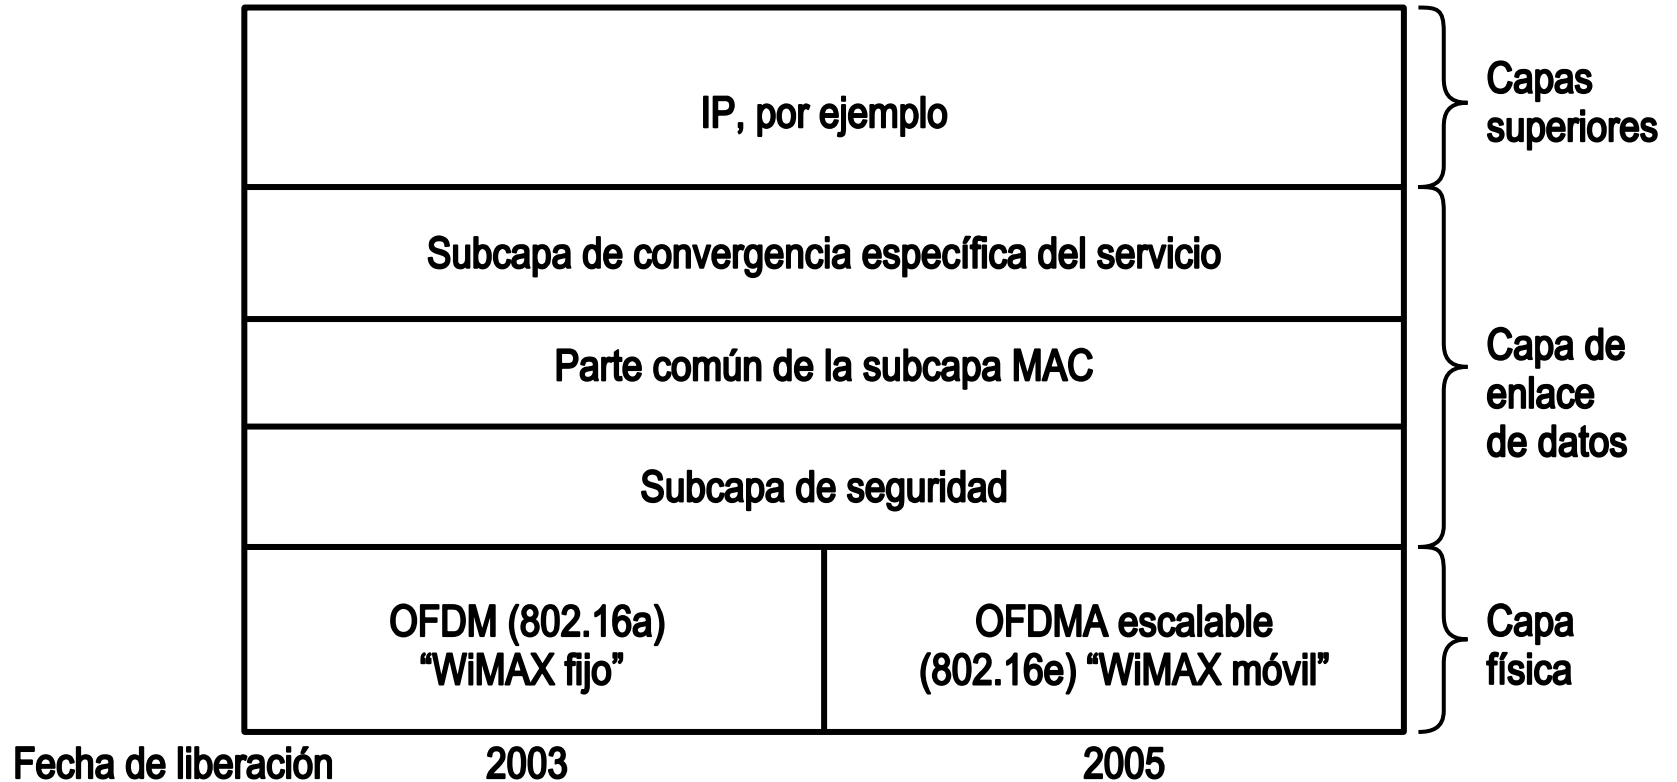 IP, por ejemplo
Capas
superiores
Subcapa de convergencia específica del servicio
Parte común de la subcapa MAC
Subcapa de seguridad
Capa de
enlace
de datos
OFDM (802.16a)
“WiMAX fijo”
OFDMA escalable
(802.16e) “WiMAX móvil”
Capa
física
Fecha de liberación 2003 2005